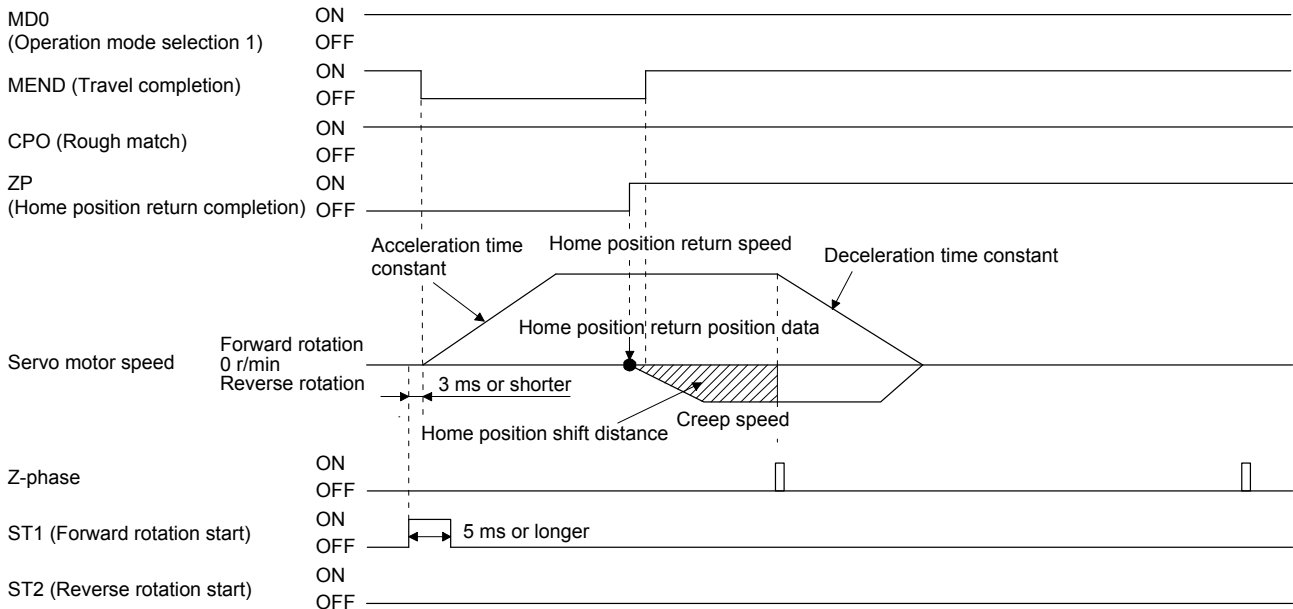 MD0
(Operation mode selection 1)
ON
OFF
MEND (Travel completion)
ON
OFF
CPO (Rough match)
ON
OFF
ZP
(Home position return completion)
ON
OFF
Acceleration time
constant
Home position return speed
Deceleration time constant
Home position return position data
Servo motor speed
Forward rotation
0 r/min
Reverse rotation
3 ms or shorter
Creep speed
Home position shift distance
Z-phase
ON
OFF
ST1 (Forward rotation start)
ON
OFF
5 ms or longer
ST2 (Reverse rotation start)
ON
OFF